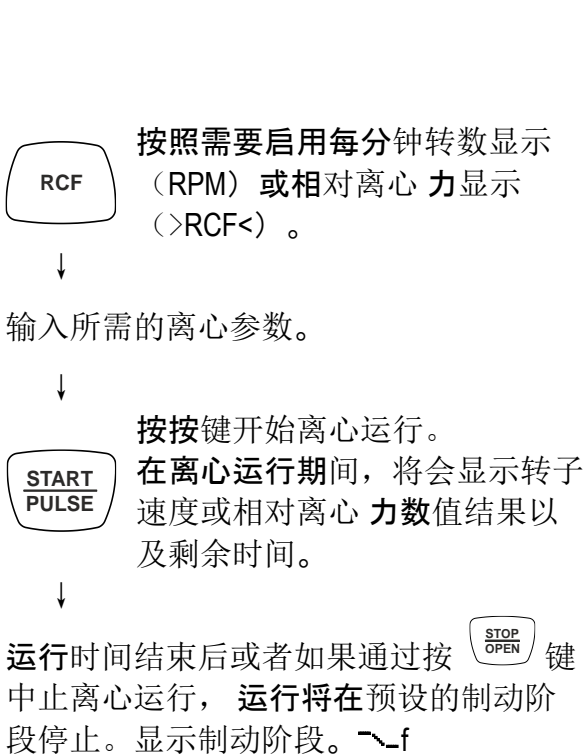 按照需要启用每分钟转数显示
RCF
（RPM）或相对离心 力显示
（>RCF<）。
↓
输入所需的离心参数。
↓
按按键开始离心运行。
START
PULSE
在离心运行期间，将会显示转子
速度或相对离心 力数值结果以
及剩余时间。
↓
运行时间结束后或者如果通过按 STOP OPEN 键
中止离心运行， 运行将在预设的制动阶
段停止。显示制动阶段。 f